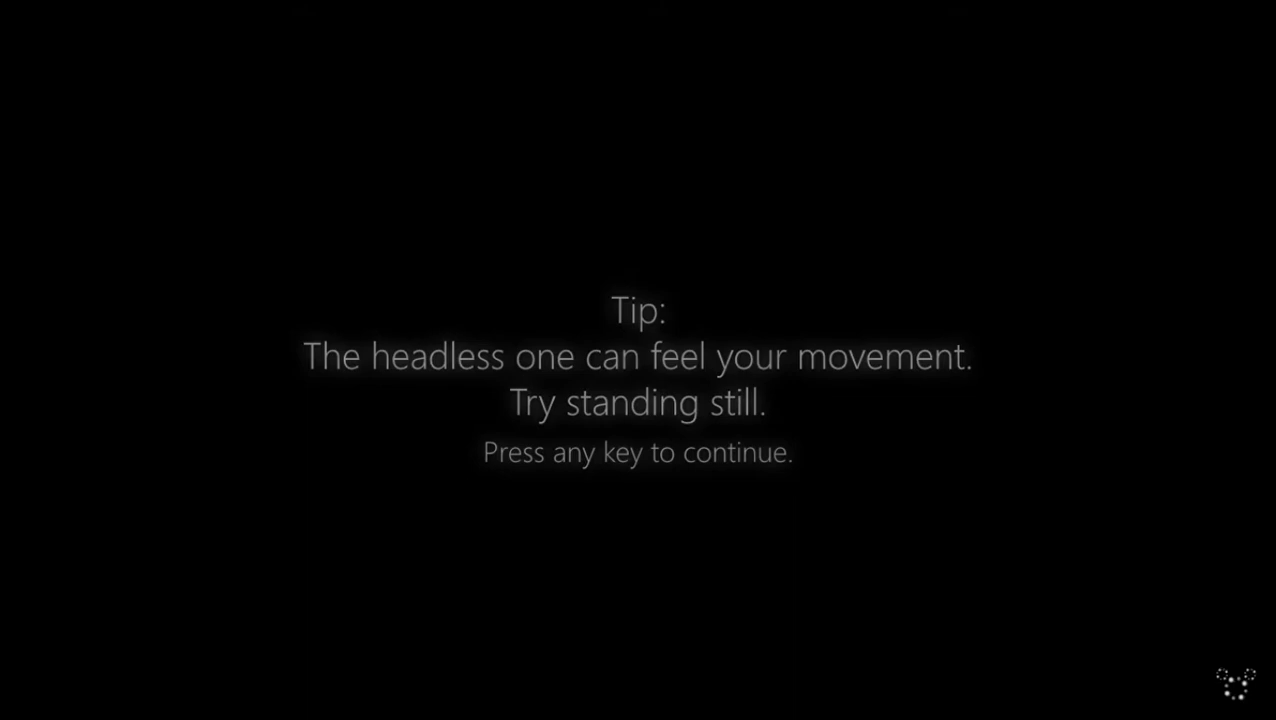 Tip:
The headless one can feel your movement.
Try standing still.
Press any key to continue.